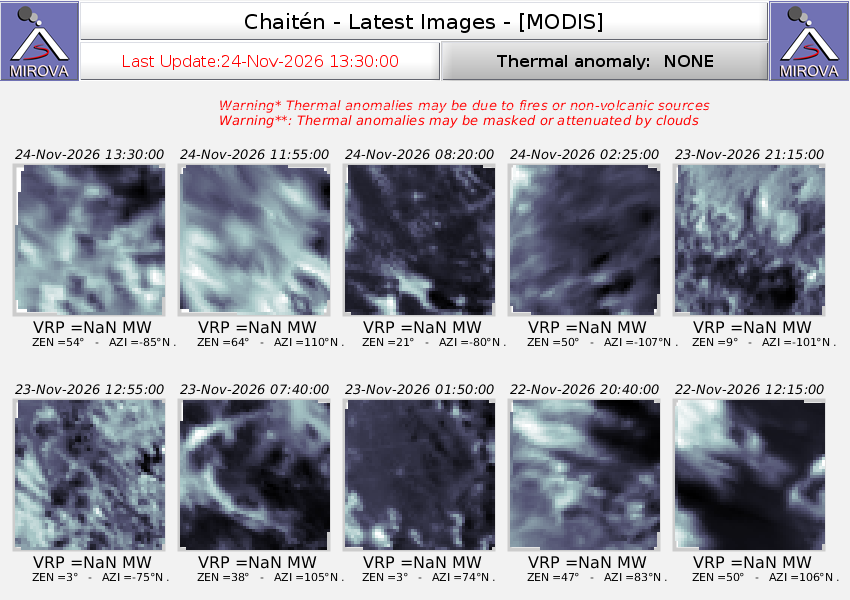 Chaitén - Latest Images - [MODIS]
MIROVA
Last Update:24-Nov-2026 13:30:00
Thermal anomaly:  NONE
MIROVA
Warning* Thermal anomalies may be due to fires or non-volcanic sources
Warning**: Thermal anomalies may be masked or attenuated by clouds
24-Nov-2026 13:30:00 24-Nov-2026 11:55:00 24-Nov-2026 08:20:00 24-Nov-2026 02:25:00 23-Nov-2026 21:15:00
VRP =NaN MW VRP =NaN MW VRP =NaN MW VRP =NaN MW VRP =NaN MW
ZEN =54° - AZI =-85°N . ZEN =64° - AZI =110°N . ZEN =21° - AZI =-80°N . ZEN =50° - AZI =-107°N . ZEN =9° - AZI =-101°N .
23-Nov-2026 12:55:00 23-Nov-2026 07:40:00 23-Nov-2026 01:50:00 22-Nov-2026 20:40:00 22-Nov-2026 12:15:00
VRP =NaN MW VRP =NaN MW VRP =NaN MW VRP =NaN MW VRP =NaN MW
ZEN =3° - AZI =-75°N . ZEN =38° - AZI =105°N . ZEN =3° - AZI =74°N . ZEN =47° - AZI =83°N . ZEN =50° - AZI =106°N .